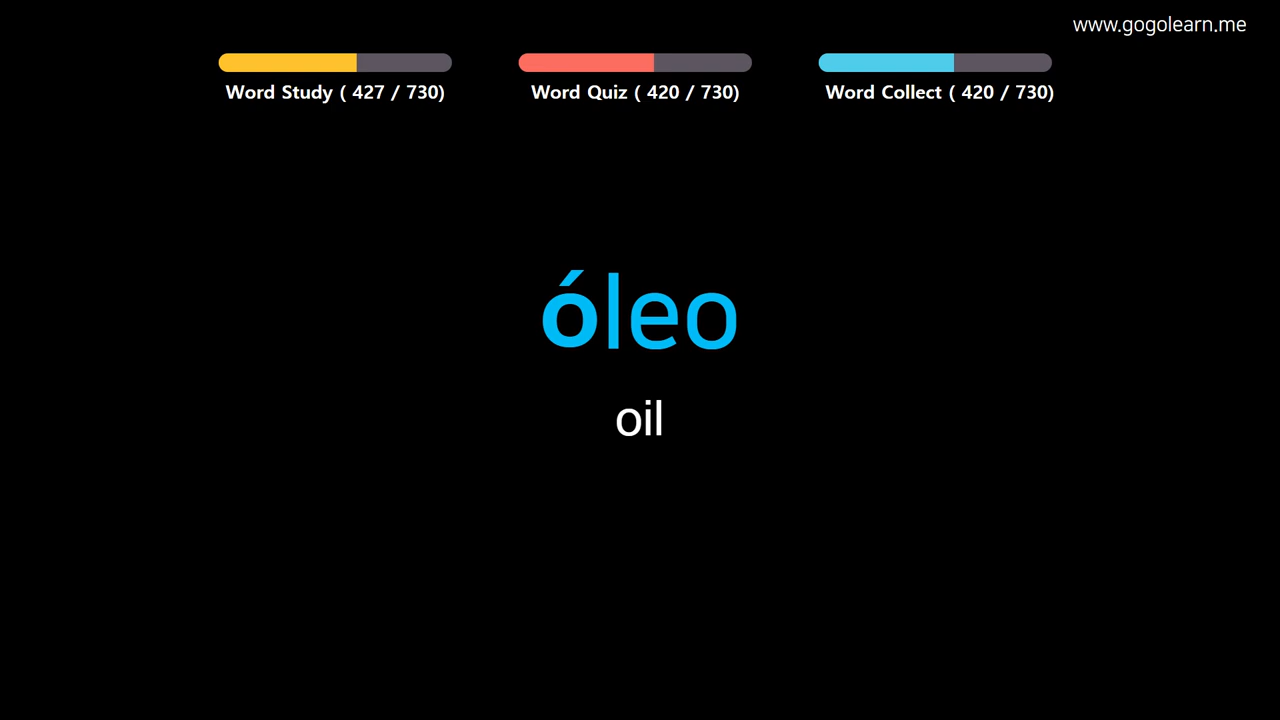 www.gogolearn.me
Word Study ( 427 / 730)
Word Quiz ( 420 / 730)
Word Collect ( 420 / 730)
óleo
oil